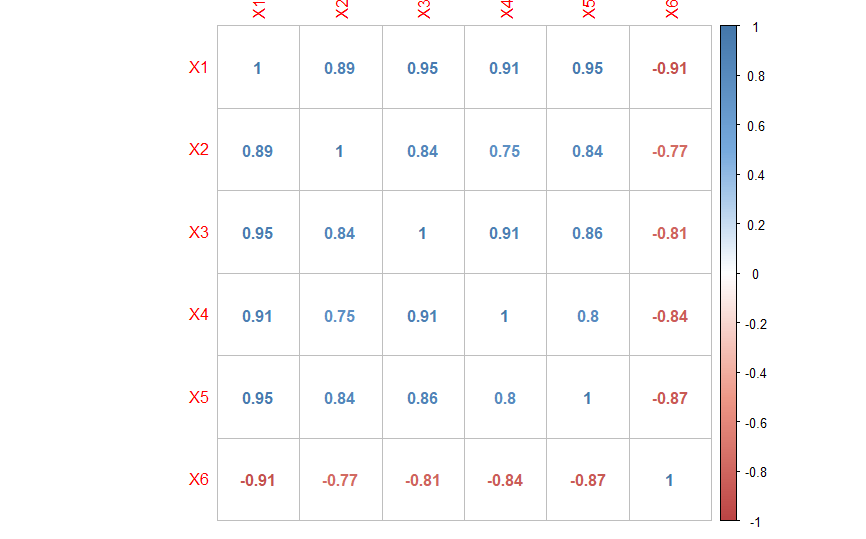 X1 X2 X3 X4 X5 X6
X1 1 0.89 0.95 0.91 0.95 -0.91
X2 0.89 1 0.84 0.75 0.84 -0.77
X3 0.95 0.84 1 0.91 0.86 -0.81
X4 0.91 0.75 0.91 1 0.8 -0.84
X5 0.95 0.84 0.86 0.8 1 -0.87
X6 -0.91 -0.77 -0.81 -0.84 -0.87 1
1
0.8
0.6
0.4
0.2
0
-0.2
-0.4
-0.6
-0.8
-1